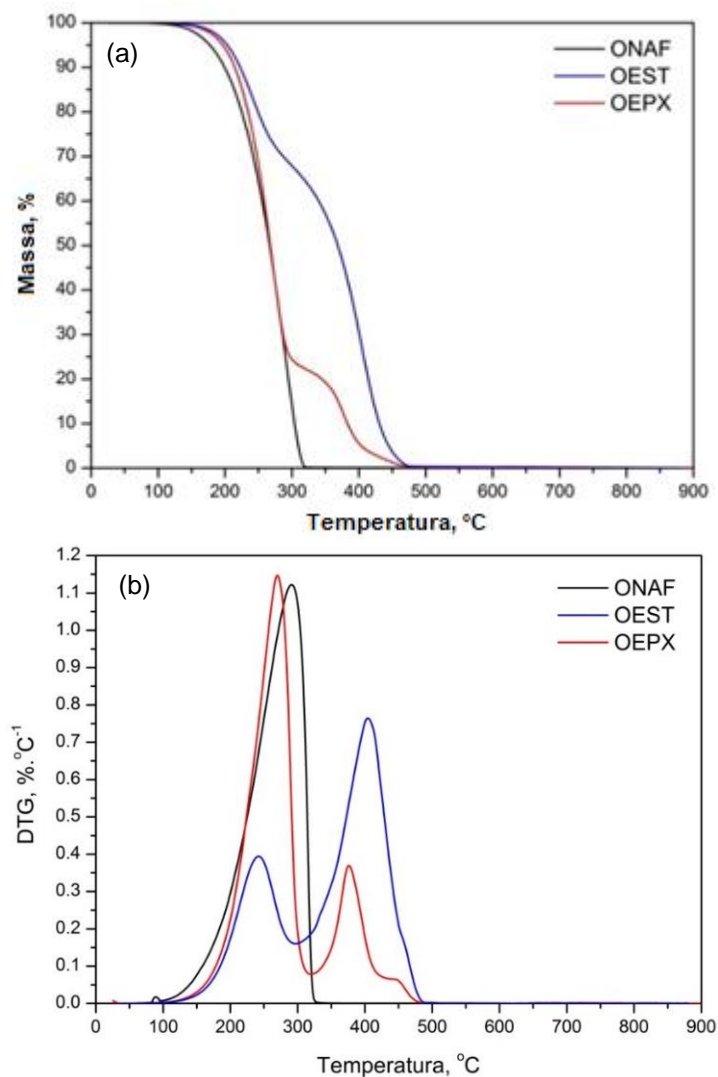 (a)
ONAF
OEST
OEPX
100
90
80
70
60
50
40
30
20
10
0
Massa, %
0 100 200 300 400 500 600 700 800 900
Temperatura, ºC
(b)
ONAF
OEST
OEPX
1.2
1.1
1.0
0.9
0.8
0.7
0.6
0.5
0.4
0.3
0.2
0.1
0.0
DTG, %.°C⁻¹
0 100 200 300 400 500 600 700 800 900
Temperatura, °C